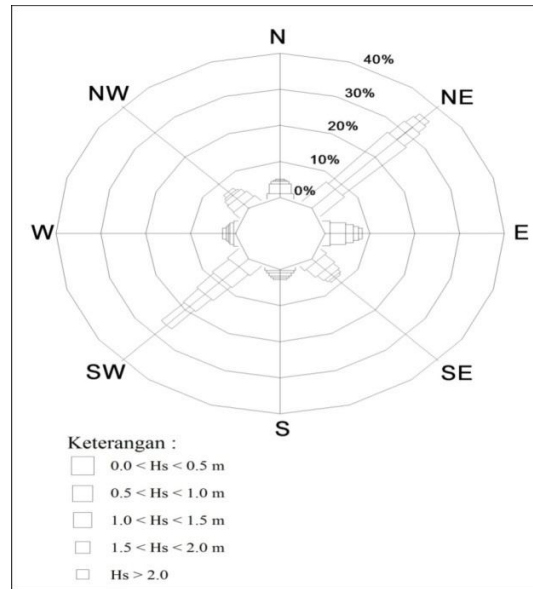 N
40%
NW
NE
30%
20%
10%
0%
W
E
SW
SE
S
Keterangan :
0.0 < Hs < 0.5 m
0.5 < Hs < 1.0 m
1.0 < Hs < 1.5 m
1.5 < Hs < 2.0 m
Hs > 2.0